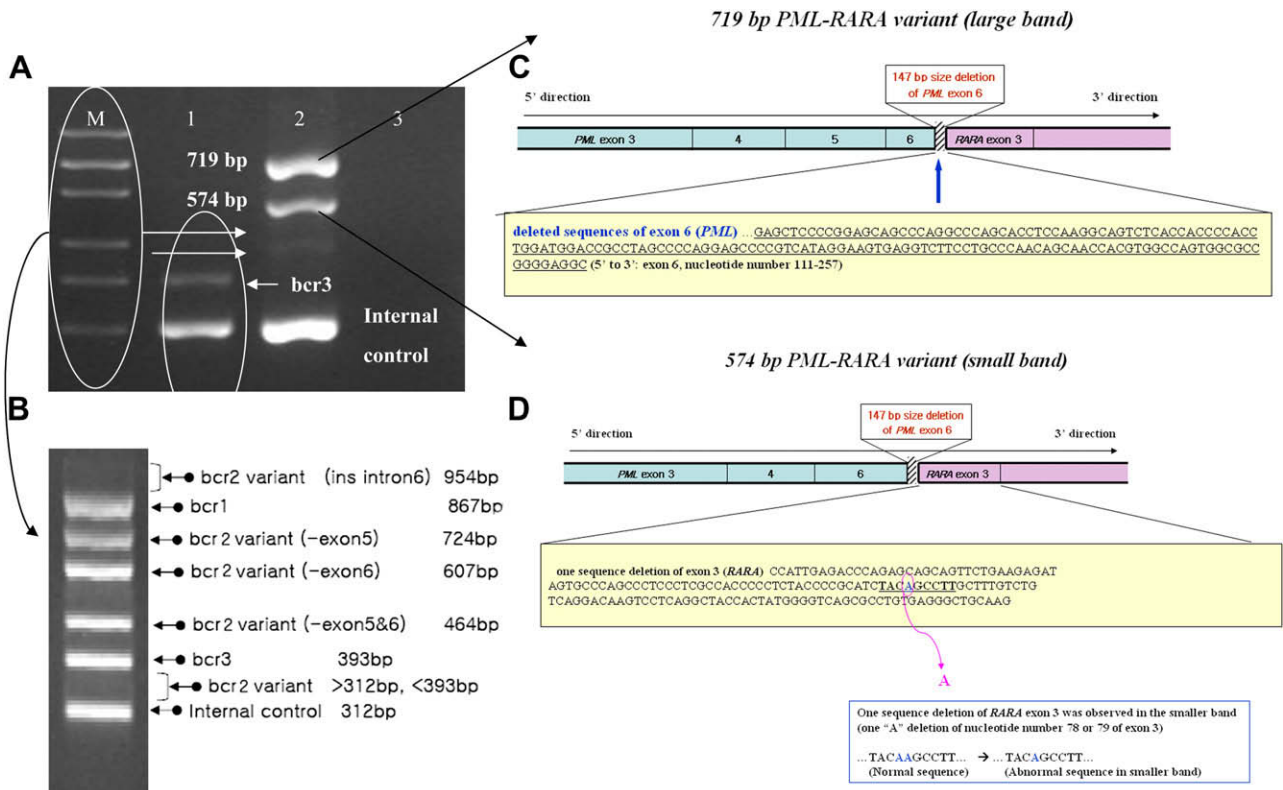 719 bp PML-RARA variant (large band)
A
M 1 2 3
719 bp
574 bp
bcr3
Internal
control
C
147 bp size deletion
of PML exon 6
5' direction
3' direction
PML exon 3 4 5 6 RARA exon 3
deleted sequences of exon 6 (PML) ...GAGCTCCCCGGAGCAGCCCAGGCCCAGCACCTCCAAGGCAGTCTCACCACCCCACC
TGGATGGACCGCCTAGCCCCAGGAGCCCCGTCATAGGAAGTGAGGTCTTCCTGCCCAACAGCAACCACGTGGCCAGTGGCGCC
GGGGAGGC (5' to 3': exon 6, nucleotide number 111-257)
B
bcr2 variant (ins intron6) 954bp
bcr1 867bp
bcr2 variant (-exon5) 724bp
bcr2 variant (-exon6) 607bp
bcr2 variant (-exon5&6) 464bp
bcr3 393bp
bcr2 variant >312bp, <393bp
Internal control 312bp
574 bp PML-RARA variant (small band)
D
147 bp size deletion
of PML exon 6
5' direction
3' direction
PML exon 3 4 6 RARA exon 3
one sequence deletion of exon 3 (RARA) CCATTGAGACCCAGAGCAGCAGTTCTGAAGAGAT
AGTGCCCAGCCCTCCCTCGCCACCCCCTCTACCCCGCATCTACAGCCTTGCTTTGTCTG
TCAGGACAAGTCCTCAGGCTACCACTATGGGGTCAGCGCCTGTGAGGGCTGCAAG
A
One sequence deletion of RARA exon 3 was observed in the smaller band
(one "A" deletion of nucleotide number 78 or 79 of exon 3)
...TACAAGCCTT... → ...TACAGCCTT...
(Normal sequence) (Abnormal sequence in smaller band)